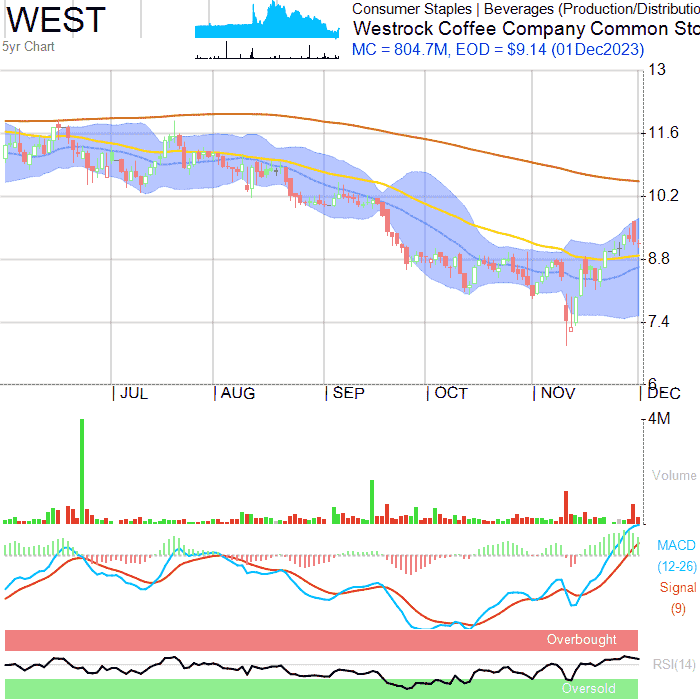 WEST
5yr Chart
Consumer Staples | Beverages (Production/Distributio
Westrock Coffee Company Common Sto
MC = 804.7M, EOD = $9.14 (01Dec2023)
13
11.6
10.2
8.8
7.4
6
JUL AUG SEP OCT NOV DEC
4M
Volume
MACD
(12-26)
Signal
(9)
Overbought
RSI(14)
Oversold